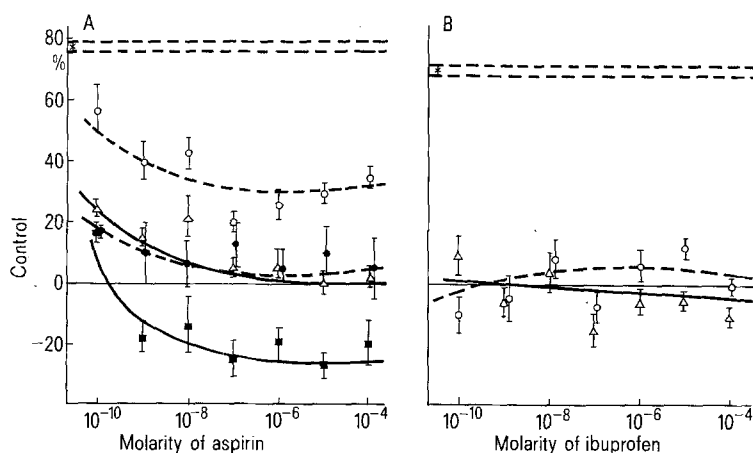 A
B
80
%
60
40
20
0
-20
Control
10⁻¹⁰ 10⁻⁸ 10⁻⁶ 10⁻⁴
Molarity of aspirin
10⁻¹⁰ 10⁻⁸ 10⁻⁶ 10⁻⁴
Molarity of ibuprofen